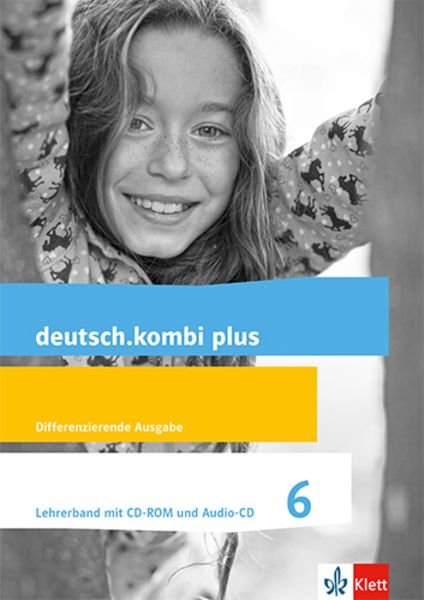 deutsch.kombi plus
Differenzierende Ausgabe
Lehrerband mit CD-ROM und Audio-CD 6
Klett